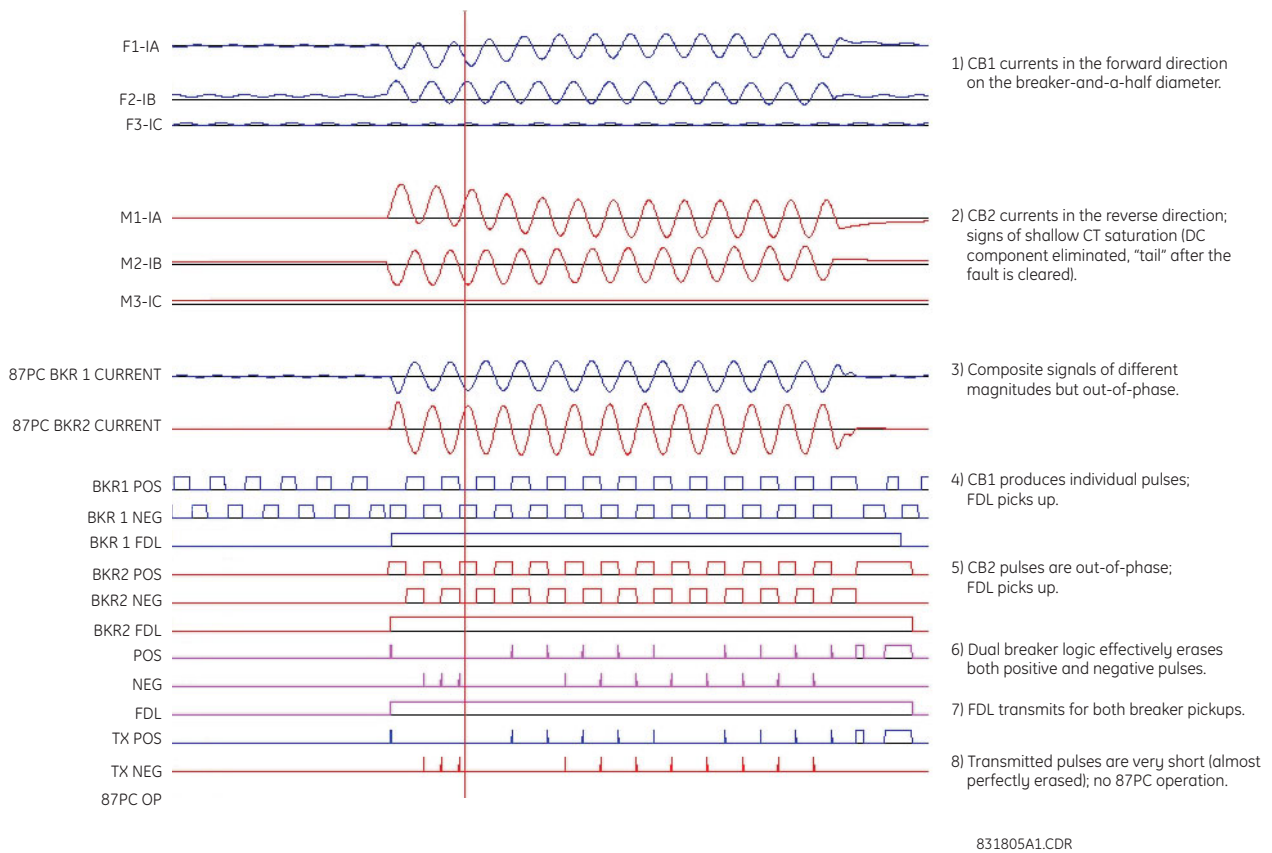 F1-IA
F2-IB
F3-IC
1) CB1 currents in the forward direction
on the breaker-and-a-half diameter.
M1-IA
M2-IB
M3-IC
2) CB2 currents in the reverse direction;
signs of shallow CT saturation (DC
component eliminated, “tail” after the
fault is cleared).
87PC BKR 1 CURRENT
87PC BKR2 CURRENT
3) Composite signals of different
magnitudes but out-of-phase.
BKR1 POS
BKR 1 NEG
BKR 1 FDL
4) CB1 produces individual pulses;
FDL picks up.
BKR2 POS
BKR2 NEG
BKR2 FDL
5) CB2 pulses are out-of-phase;
FDL picks up.
POS
NEG
6) Dual breaker logic effectively erases
both positive and negative pulses.
FDL
7) FDL transmits for both breaker pickups.
TX POS
TX NEG
87PC OP
8) Transmitted pulses are very short (almost
perfectly erased); no 87PC operation.
831805A1.CDR